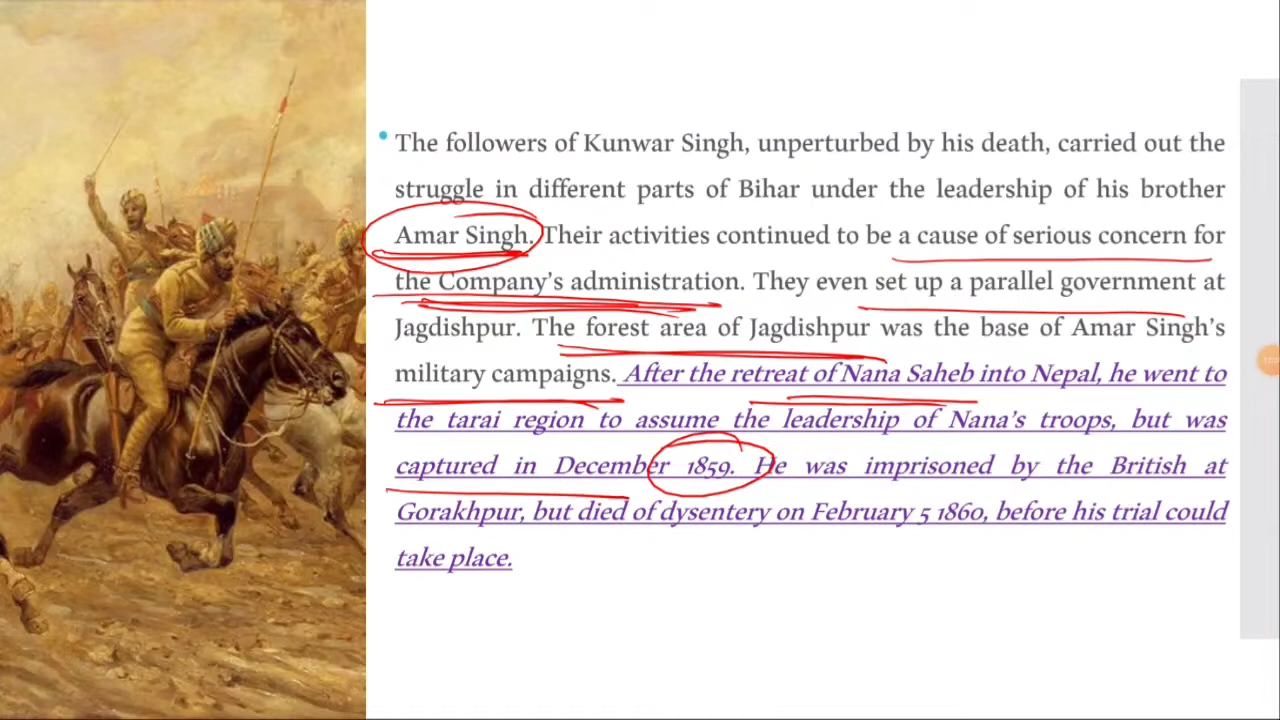 The followers of Kunwar Singh, unperturbed by his death, carried out the
struggle in different parts of Bihar under the leadership of his brother
Amar Singh. Their activities continued to be a cause of serious concern for
the Company's administration. They even set up a parallel government at
Jagdishpur. The forest area of Jagdishpur was the base of Amar Singh's
military campaigns. After the retreat of Nana Saheb into Nepal, he went to
the tarai region to assume the leadership of Nana's troops, but was
captured in December 1859. He was imprisoned by the British at
Gorakhpur, but died of dysentery on February 5 1860, before his trial could
take place.